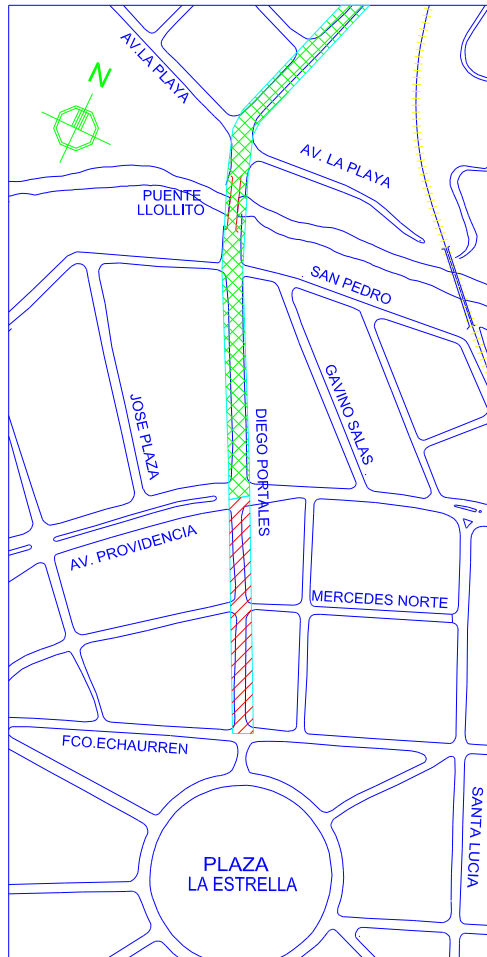 AV.LA PLAYA
N
AV. LA PLAYA
PUENTE
LLOLLITO
SAN PEDRO
GAVINO SALAS.
JOSE PLAZA
DIEGO PORTALES
AV. PROVIDENCIA
MERCEDES NORTE
FCO.ECHAURREN
SANTA LUCIA
PLAZA
LA ESTRELLA